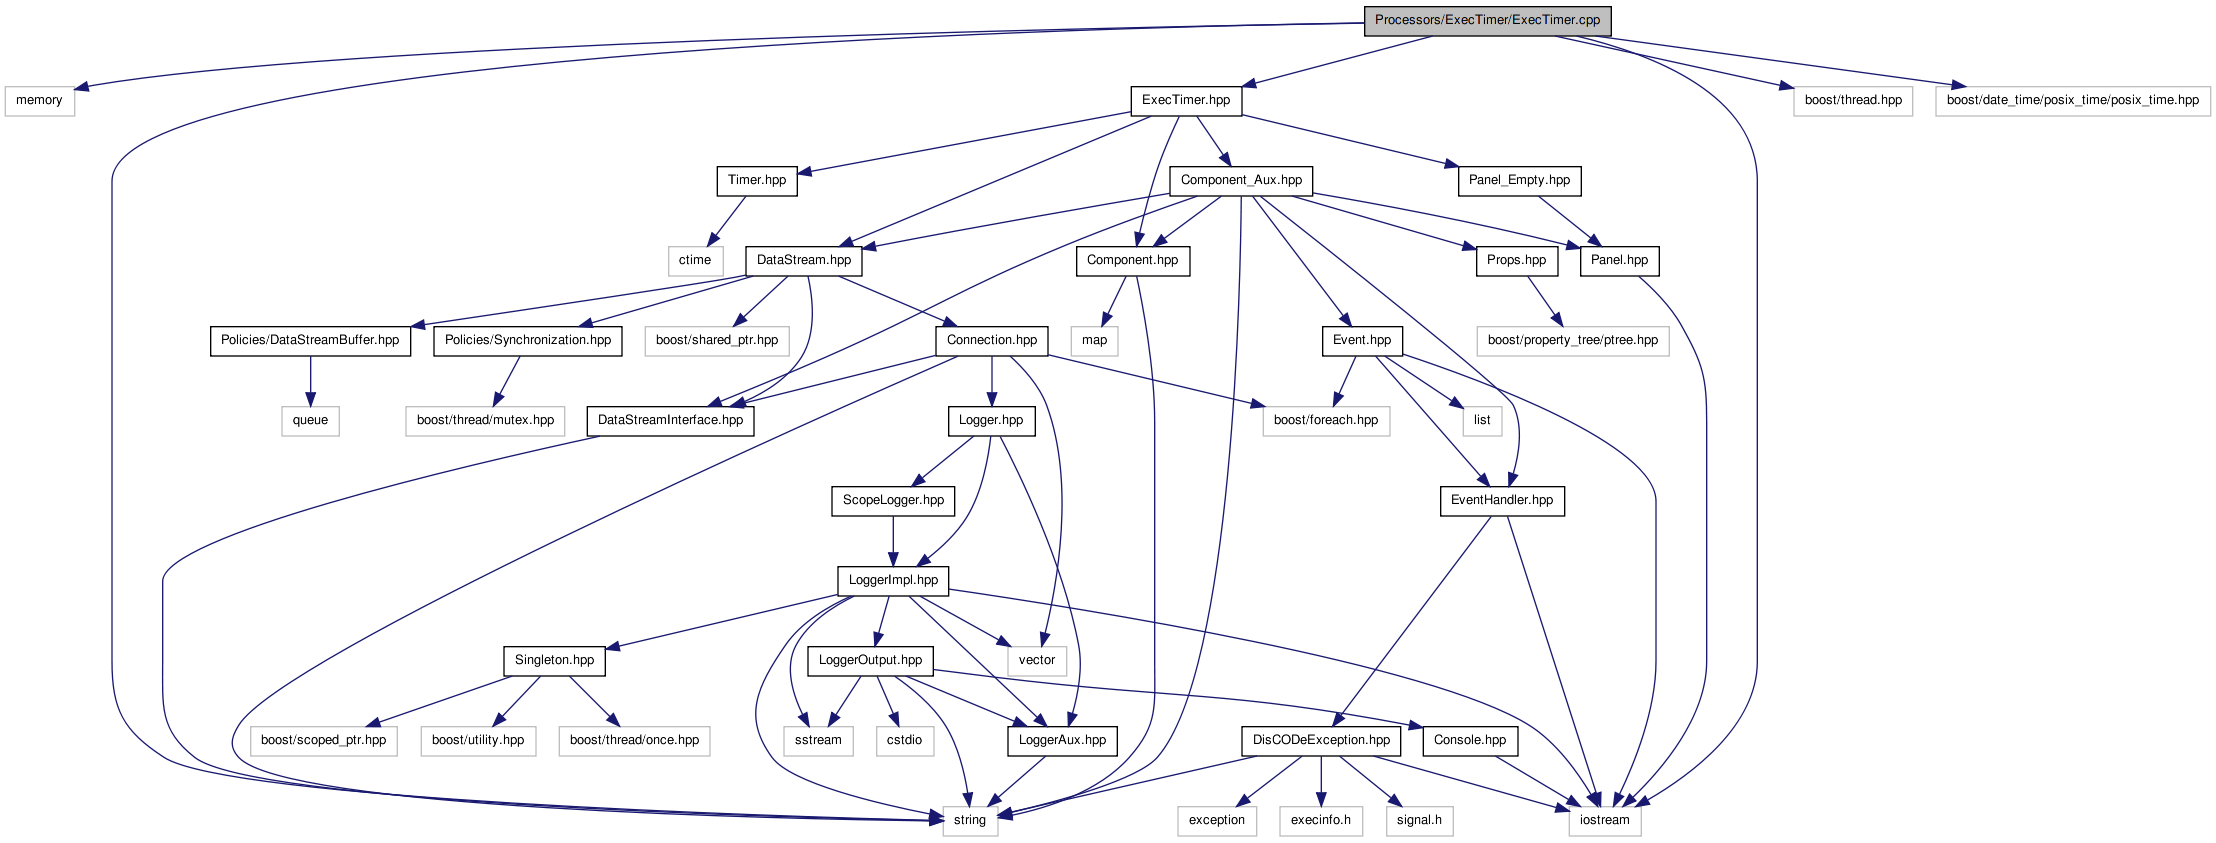 Processors/ExecTimer/ExecTimer.cpp
memory
ExecTimer.hpp
boost/thread.hpp
boost/date_time/posix_time/posix_time.hpp
Timer.hpp
Component_Aux.hpp
Panel_Empty.hpp
ctime
DataStream.hpp
Component.hpp
Props.hpp
Panel.hpp
Policies/DataStreamBuffer.hpp
Policies/Synchronization.hpp
boost/shared_ptr.hpp
Connection.hpp
map
Event.hpp
boost/property_tree/ptree.hpp
queue
boost/thread/mutex.hpp
DataStreamInterface.hpp
Logger.hpp
boost/foreach.hpp
list
ScopeLogger.hpp
EventHandler.hpp
LoggerImpl.hpp
Singleton.hpp
LoggerOutput.hpp
vector
boost/scoped_ptr.hpp
boost/utility.hpp
boost/thread/once.hpp
sstream
cstdio
LoggerAux.hpp
DisCODeException.hpp
Console.hpp
string
exception
execinfo.h
signal.h
iostream